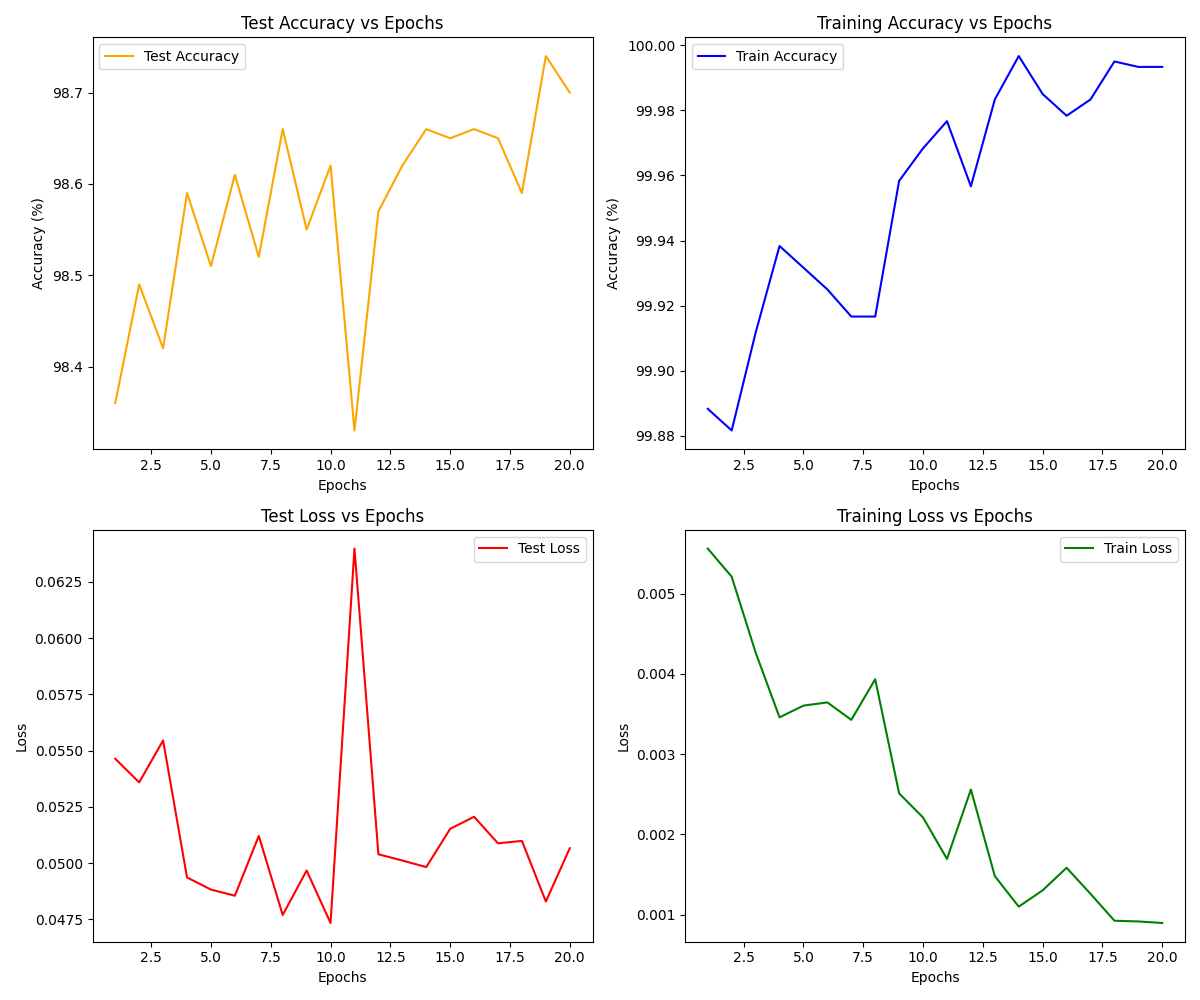 Test Accuracy vs Epochs
Test Accuracy
Accuracy (%)
98.7
98.6
98.5
98.4
2.5 5.0 7.5 10.0 12.5 15.0 17.5 20.0
Epochs
Training Accuracy vs Epochs
Train Accuracy
Accuracy (%)
100.00
99.98
99.96
99.94
99.92
99.90
99.88
2.5 5.0 7.5 10.0 12.5 15.0 17.5 20.0
Epochs
Test Loss vs Epochs
Test Loss
Loss
0.0625
0.0600
0.0575
0.0550
0.0525
0.0500
0.0475
2.5 5.0 7.5 10.0 12.5 15.0 17.5 20.0
Epochs
Training Loss vs Epochs
Train Loss
Loss
0.005
0.004
0.003
0.002
0.001
2.5 5.0 7.5 10.0 12.5 15.0 17.5 20.0
Epochs